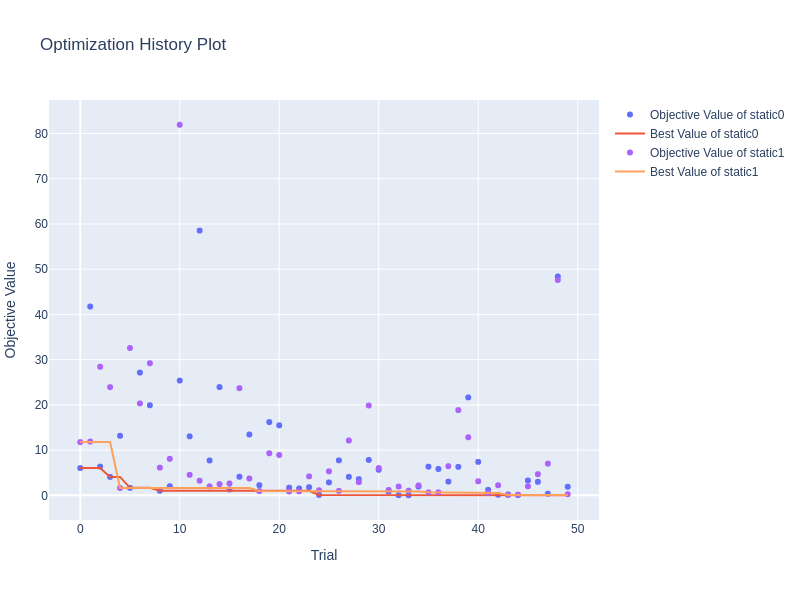 Optimization History Plot
Objective Value of static0
Best Value of static0
Objective Value of static1
Best Value of static1
Objective Value
80
70
60
50
40
30
20
10
0
0 10 20 30 40 50
Trial